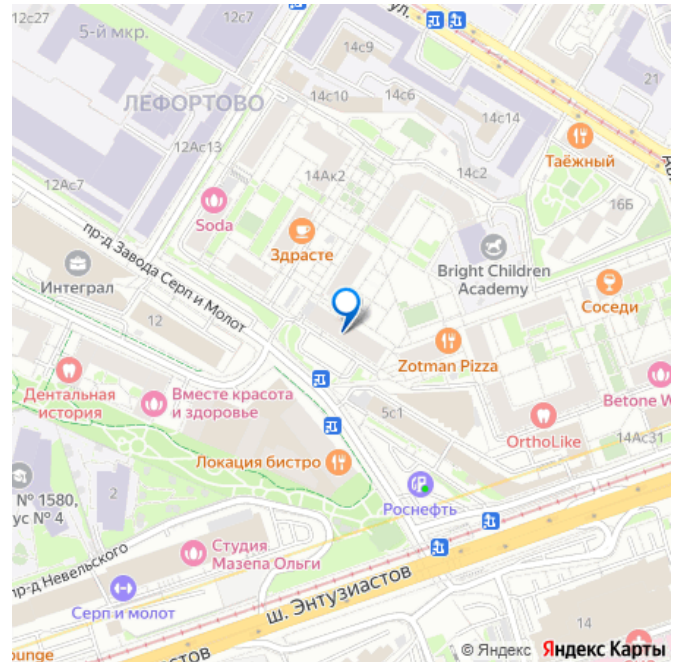 12с27
12с7
5-й мкр.
ул.
14с9
21
14с10
14с6
ЛЕФОРТОВО
14с14
12Ас13
Таёжный
14Ак2
14с2
12Ас7
16Б
Soda
пр-д Завода Серп и Молот
Здрасте
Bright Children
Academy
Интеграл
Соседи
12
Zotman Pizza
Дентальная
история
Вместе красота
и здоровье
5с1
Betone W
OrthoLike
14Ас31
Локация бистро
№ 1580,
ус № 4
2
Роснефть
пр-д Невельского
Студия
Мазепа Ольги
Серп и молот
ш. Энтузиастов
14
ounge
© Яндекс Яндекс Карты